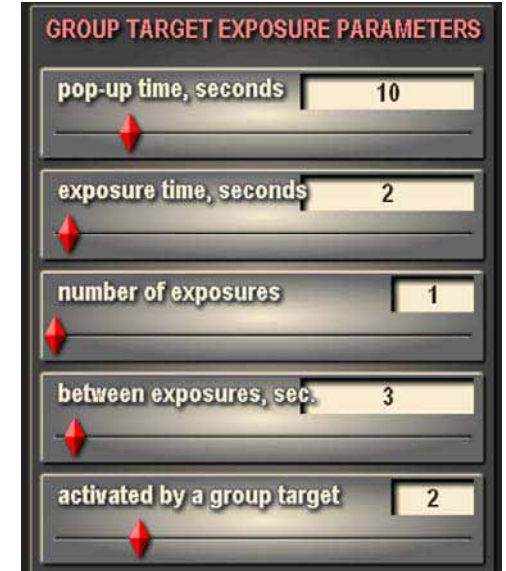 GROUP TARGET EXPOSURE PARAMETERS
pop-up time, seconds 10
exposure time, seconds 2
number of exposures 1
between exposures, sec. 3
activated by a group target 2